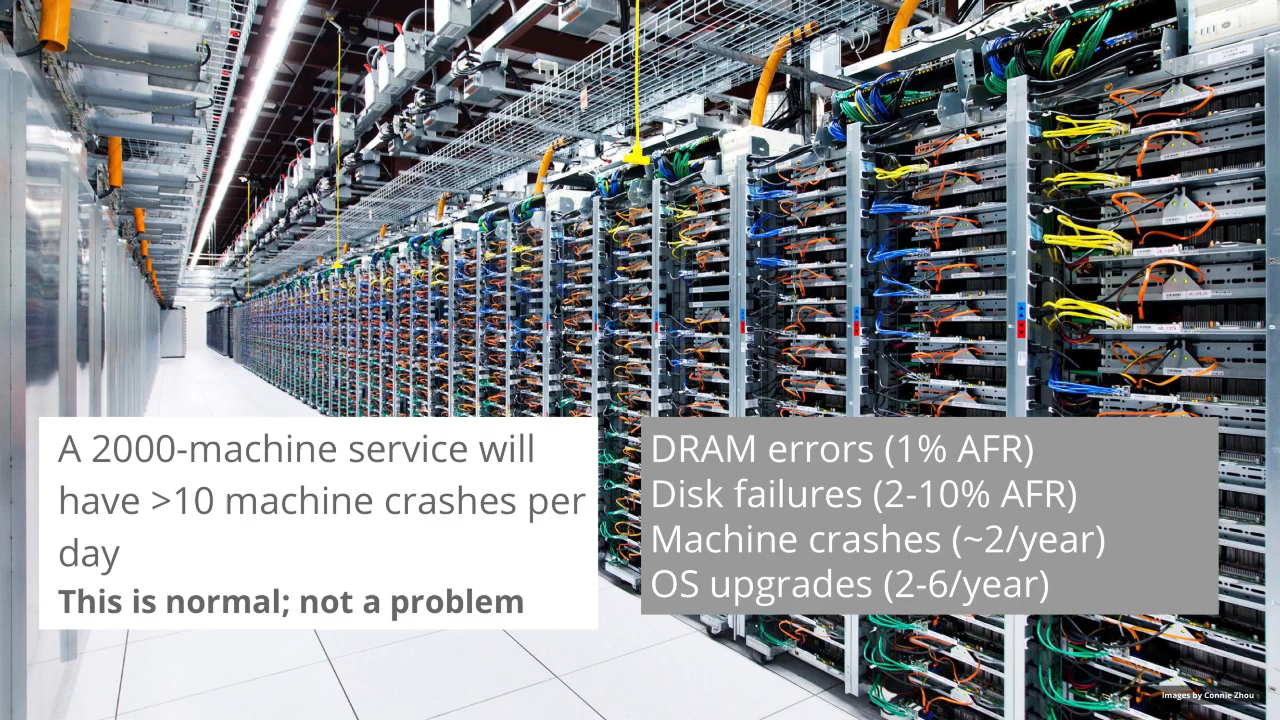 A 2000-machine service will
have >10 machine crashes per
day
This is normal; not a problem
DRAM errors (1% AFR)
Disk failures (2-10% AFR)
Machine crashes (~2/year)
OS upgrades (2-6/year)
Images by Connie Zhou